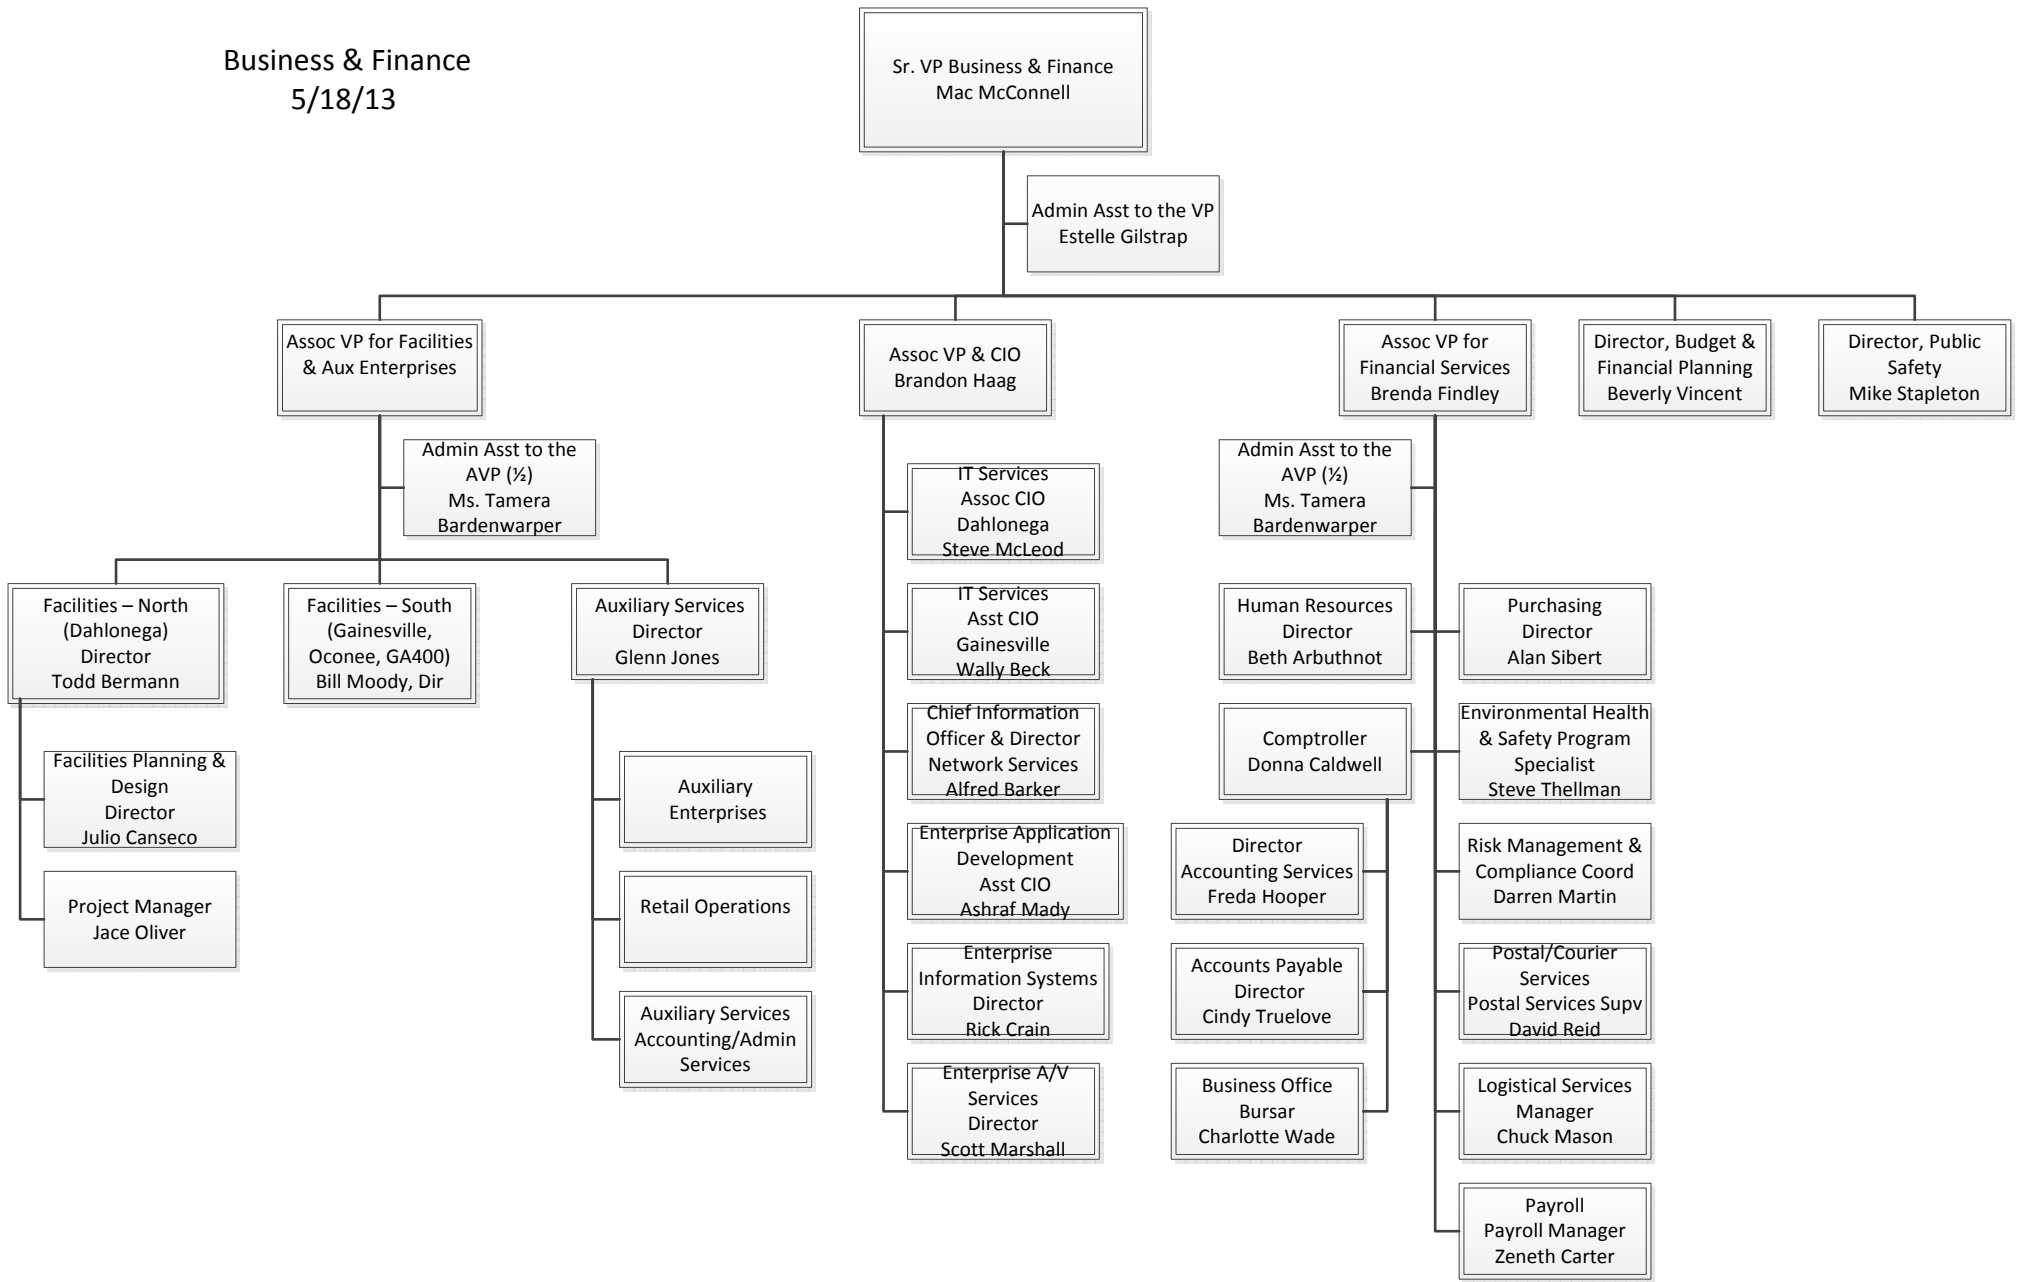 Business & Finance
5/18/13
Sr. VP Business & Finance
Mac McConnell
Admin Asst to the VP
Estelle Gilstrap
Assoc VP for Facilities
& Aux Enterprises
Assoc VP & CIO
Brandon Haag
Assoc VP for
Financial Services
Brenda Findley
Director, Budget &
Financial Planning
Beverly Vincent
Director, Public
Safety
Mike Stapleton
Admin Asst to the
AVP (½)
Ms. Tamera
Bardenwarper
Facilities – North
(Dahlonega)
Director
Todd Bermann
Facilities – South
(Gainesville,
Oconee, GA400)
Bill Moody, Dir
Auxiliary Services
Director
Glenn Jones
Facilities Planning &
Design
Director
Julio Canseco
Project Manager
Jace Oliver
Auxiliary
Enterprises
Retail Operations
Auxiliary Services
Accounting/Admin
Services
IT Services
Assoc CIO
Dahlonega
Steve McLeod
IT Services
Asst CIO
Gainesville
Wally Beck
Chief Information
Officer & Director
Network Services
Alfred Barker
Enterprise Application
Development
Asst CIO
Ashraf Mady
Enterprise
Information Systems
Director
Rick Crain
Enterprise A/V
Services
Director
Scott Marshall
Admin Asst to the
AVP (½)
Ms. Tamera
Bardenwarper
Human Resources
Director
Beth Arbuthnot
Comptroller
Donna Caldwell
Director
Accounting Services
Freda Hooper
Accounts Payable
Director
Cindy Truelove
Business Office
Bursar
Charlotte Wade
Purchasing
Director
Alan Sibert
Environmental Health
& Safety Program
Specialist
Steve Thellman
Risk Management &
Compliance Coord
Darren Martin
Postal/Courier
Services
Postal Services Supv
David Reid
Logistical Services
Manager
Chuck Mason
Payroll
Payroll Manager
Zeneth Carter